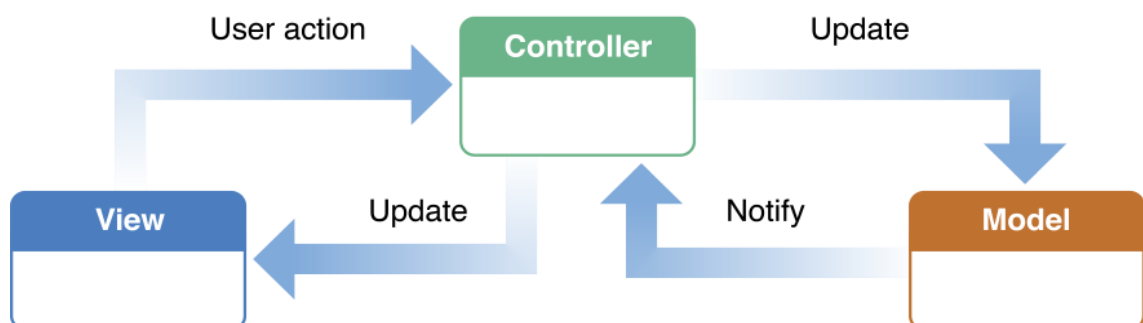 User action
Controller
Update
View
Update
Notify
Model